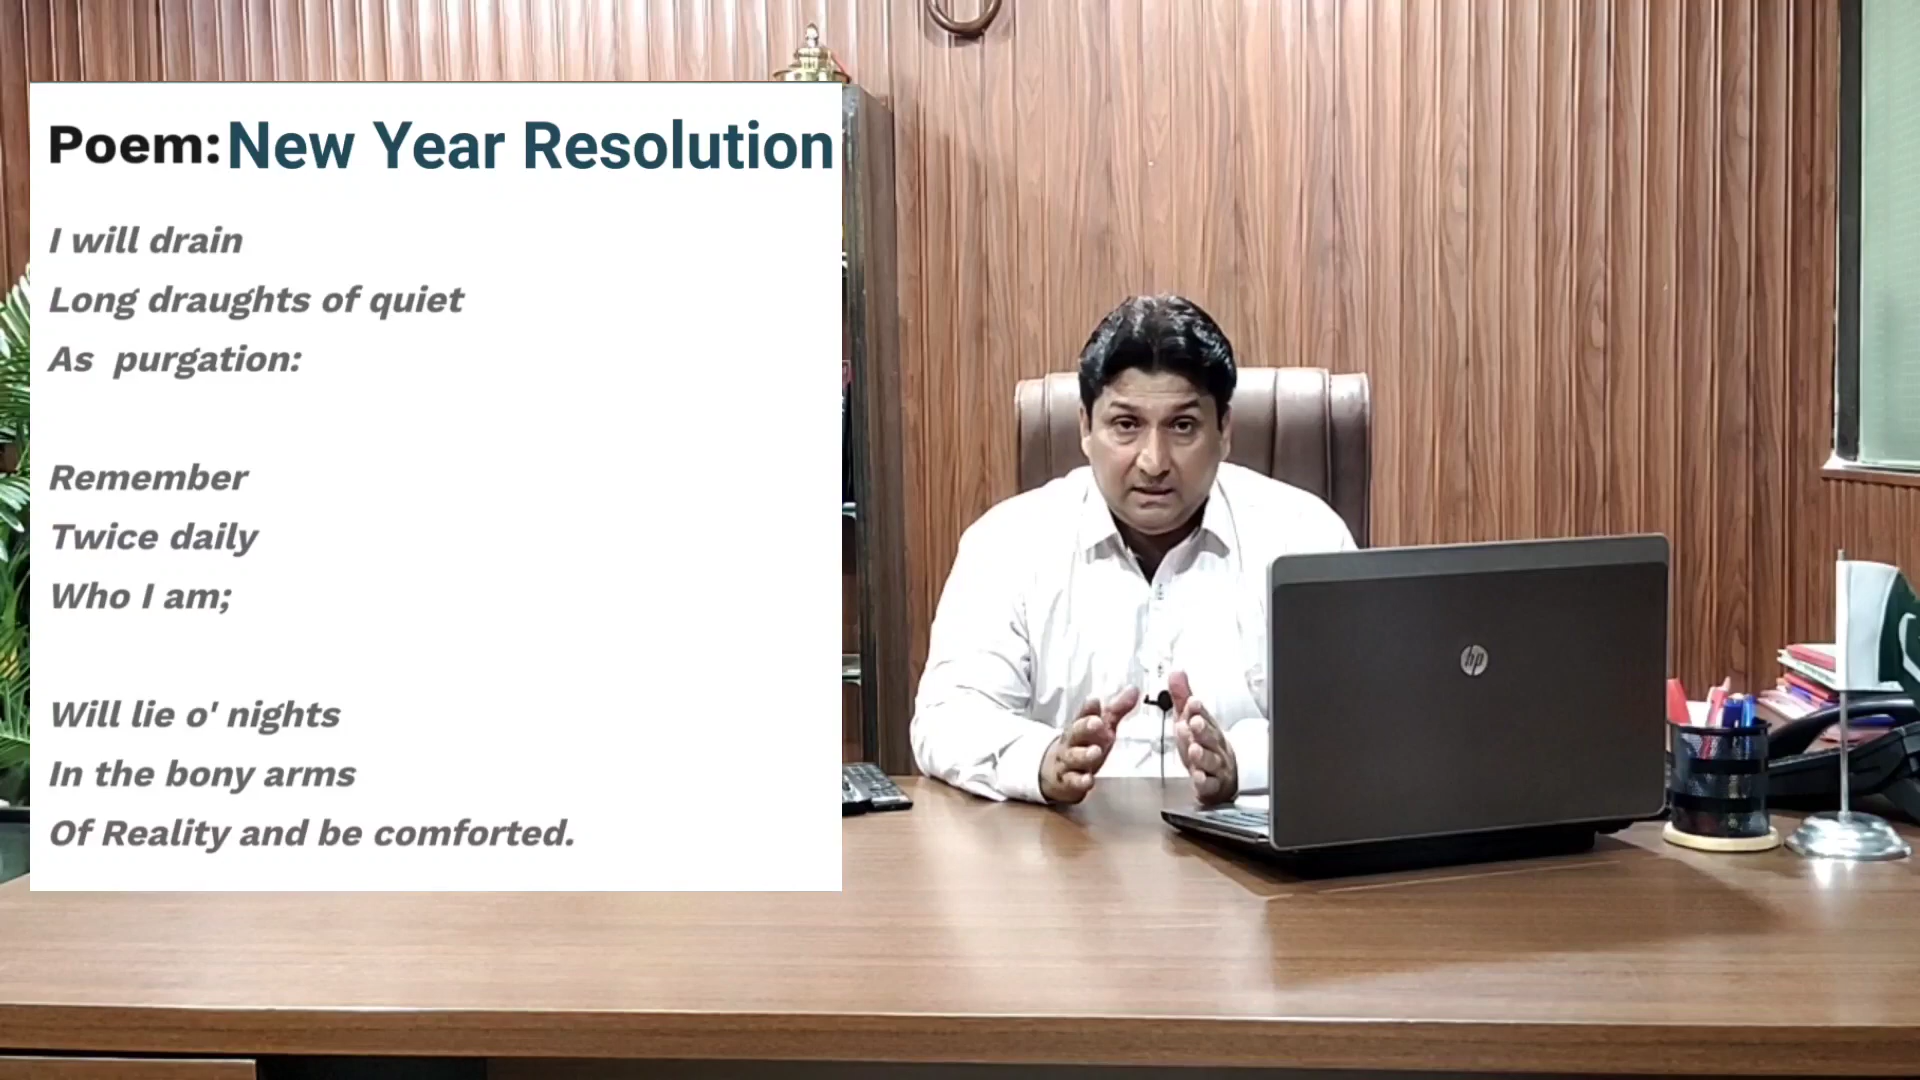 Poem: New Year Resolution
I will drain
Long draughts of quiet
As purgation:
Remember
Twice daily
Who I am;
Will lie o' nights
In the bony arms
Of Reality and be comforted.
hp